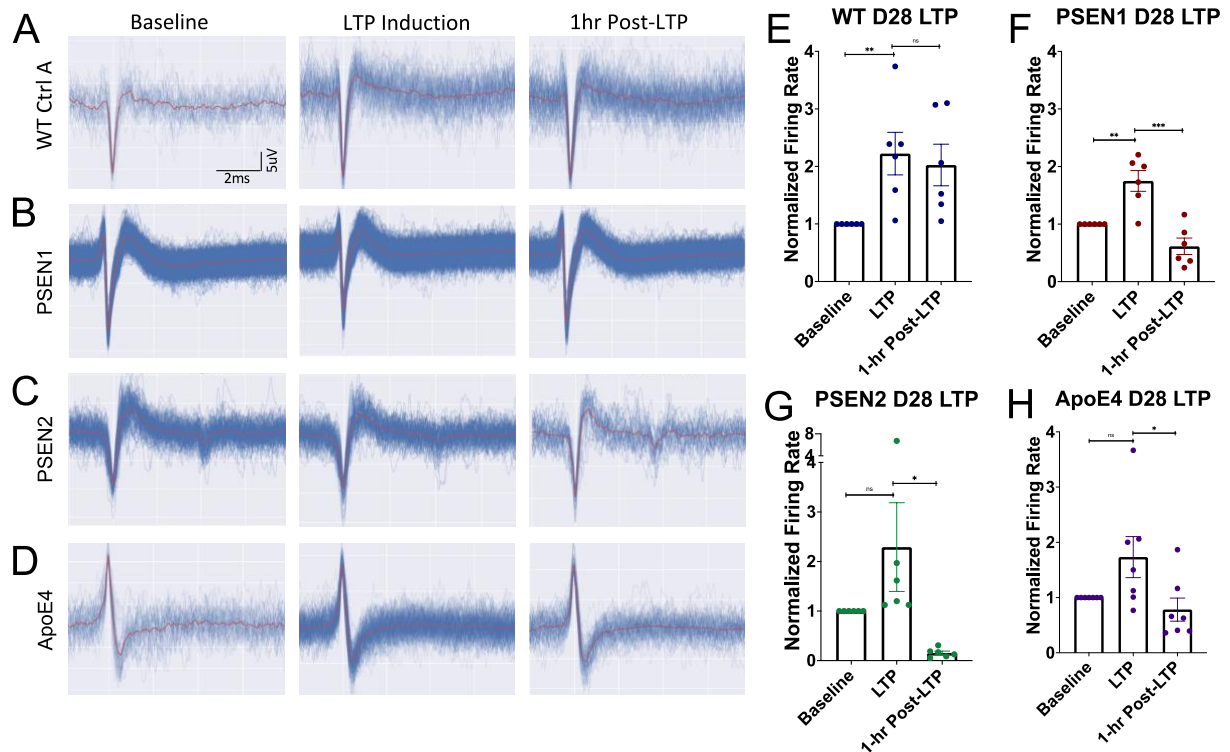 A
Baseline
LTP Induction
1hr Post-LTP
WT Ctrl A
5uV
2ms
B
PSEN1
C
PSEN2
D
ApoE4
E
WT D28 LTP
Normalized Firing Rate
4
3
2
1
0
**
ns
Baseline
LTP
1-hr Post-LTP
F
PSEN1 D28 LTP
Normalized Firing Rate
4
3
2
1
0
**
***
Baseline
LTP
1-hr Post-LTP
G
PSEN2 D28 LTP
Normalized Firing Rate
8
4
4
3
2
1
0
ns
*
Baseline
LTP
1-hr Post-LTP
H
ApoE4 D28 LTP
Normalized Firing Rate
4
3
2
1
0
ns
*
Baseline
LTP
1-hr Post-LTP